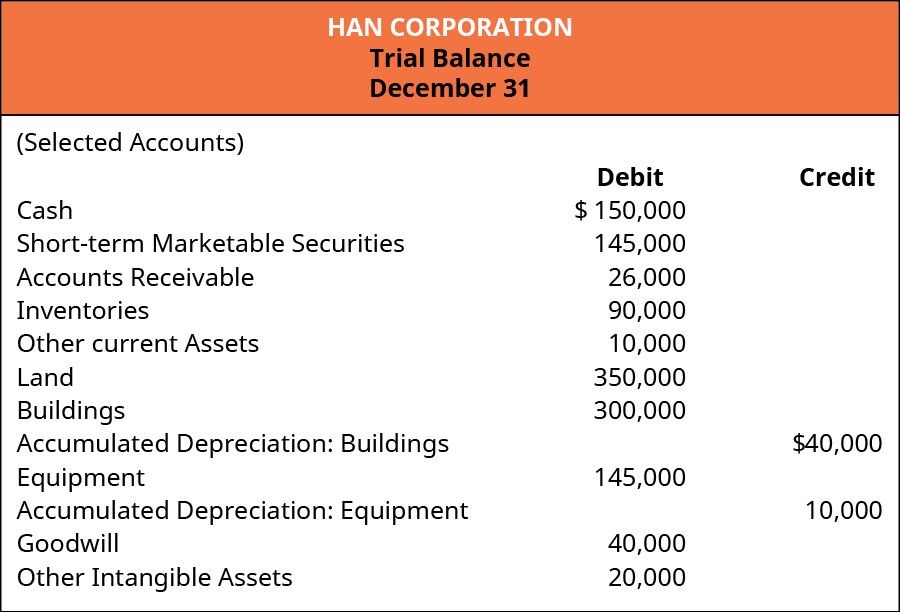 HAN CORPORATION
Trial Balance
December 31
(Selected Accounts)
Debit Credit
Cash $ 150,000
Short-term Marketable Securities 145,000
Accounts Receivable 26,000
Inventories 90,000
Other current Assets 10,000
Land 350,000
Buildings 300,000
Accumulated Depreciation: Buildings $40,000
Equipment 145,000
Accumulated Depreciation: Equipment 10,000
Goodwill 40,000
Other Intangible Assets 20,000